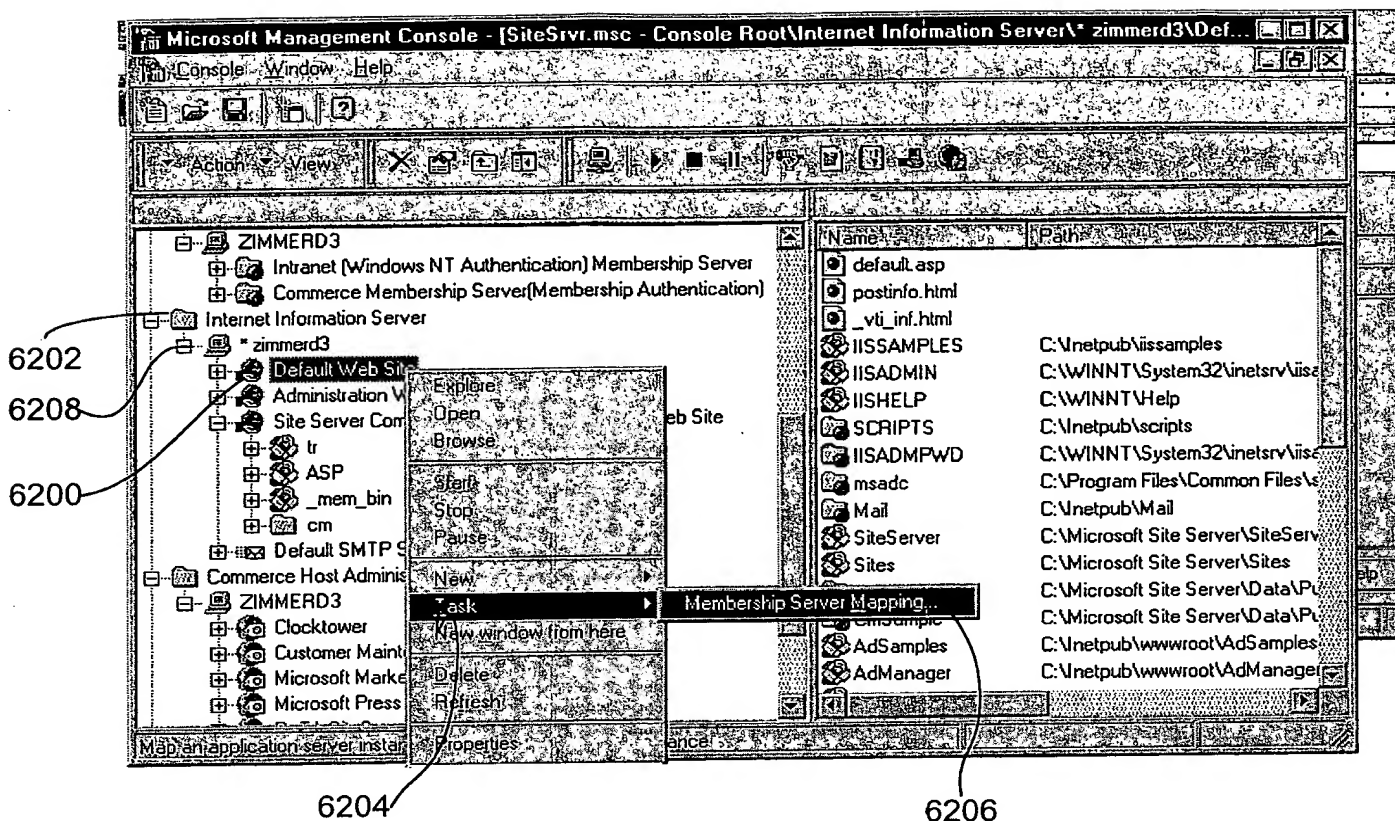 Microsoft Management Console - [SiteSrvr.msc - Console Root\Internet Information Server\* zimmerd3\Def...
Console Window Help
Action View
ZIMMERD3
Intranet (Windows NT Authentication) Membership Server
Commerce Membership Server(Membership Authentication)
Internet Information Server
* zimmerd3
Default Web Site
Administration W
Site Server Com
eb Site
tr
ASP
_mem_bin
cm
Default SMTP S
Commerce Host Adminis
ZIMMERD3
Clocktower
Customer Mainte
Microsoft Marke
Microsoft Press
Explore
Open
Browse
Start
Stop
Pause
New
Task
Membership Server Mapping...
New window from here
Delete
Refresh
Properties
Name Path
default.asp
postinfo.html
_vti_inf.html
IISSAMPLES C:\Inetpub\iissamples
IISADMIN C:\WINNT\System32\inetsrv\iisa
IISHELP C:\WINNT\Help
SCRIPTS C:\Inetpub\scripts
IISADMPWD C:\WINNT\System32\inetsrv\iisa
msadc C:\Program Files\Common Files\s
Mail C:\Inetpub\Mail
SiteServer C:\Microsoft Site Server\SiteServ
Sites C:\Microsoft Site Server\Sites
C:\Microsoft Site Server\Data\Pu
CmSample C:\Microsoft Site Server\Data\Pu
AdSamples C:\Inetpub\wwwroot\AdSamples
AdManager C:\Inetpub\wwwroot\AdManager
Map an application server instan
ance
elp
6202
6208
6200
6204
6206